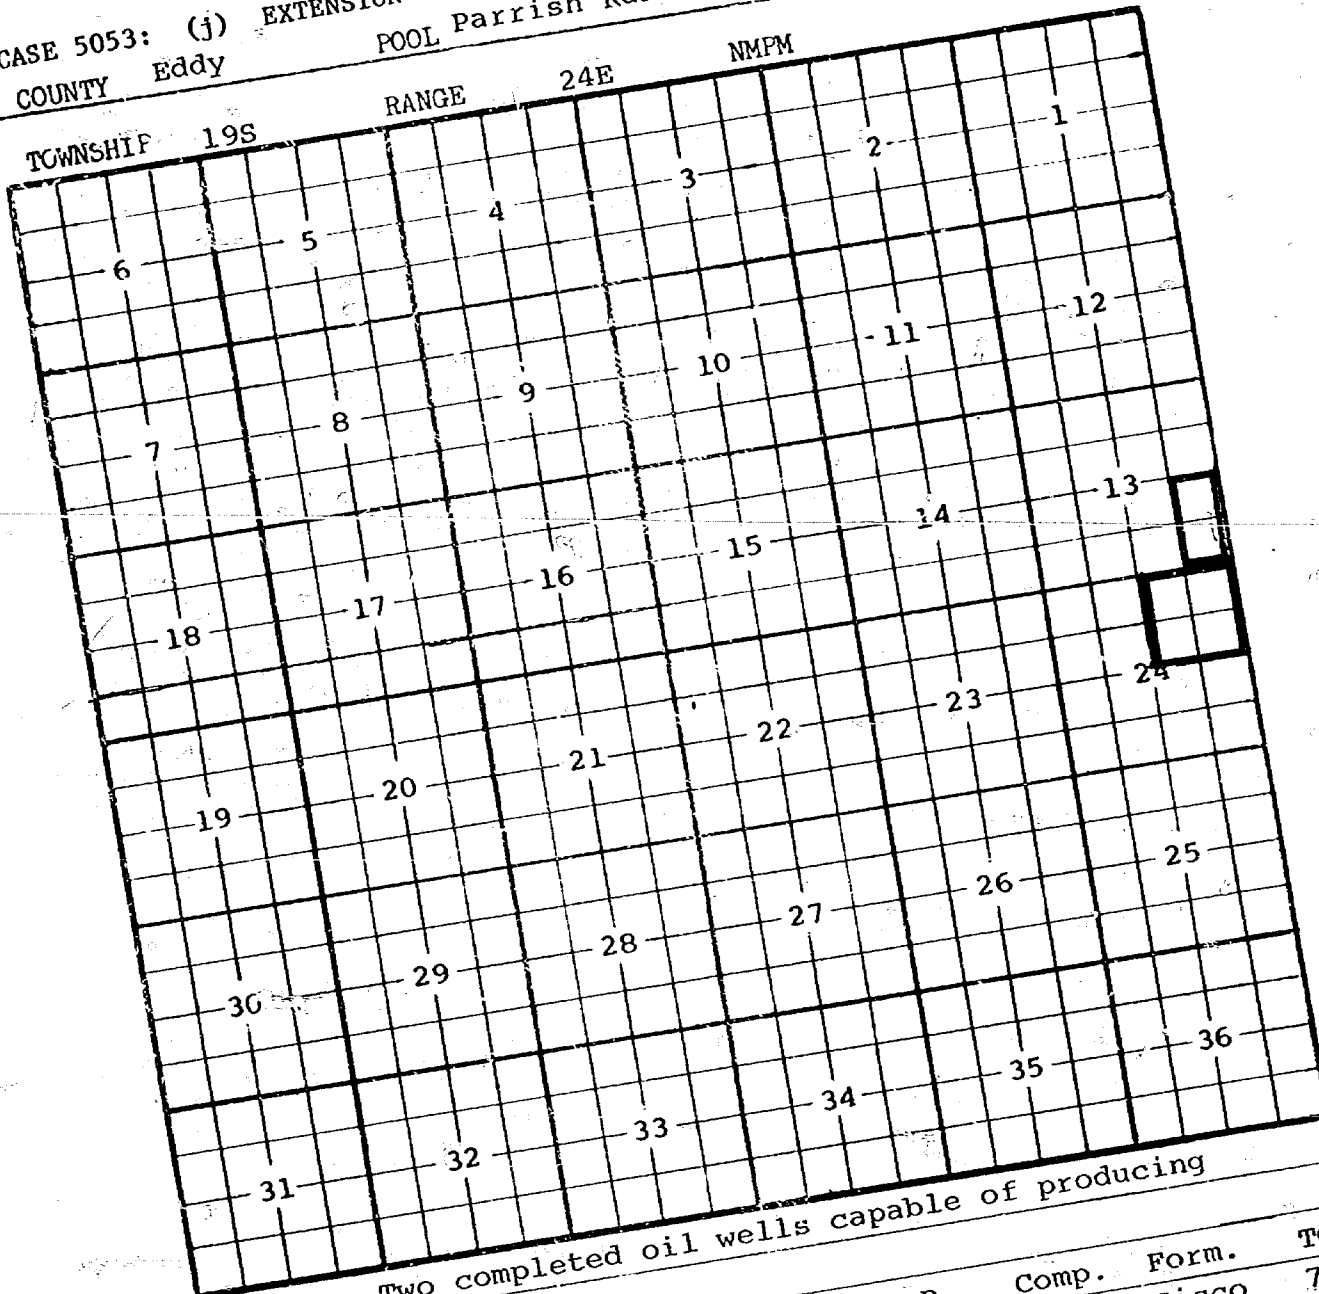 CASE 5053: (j) EXTENSION
COUNTY Eddy POOL Parrish
TOWNSHIP 19S RANGE 24E NMPM
6 5 4 3 2 1
7 8 9 10 11 12
18 17 16 15 14 13
19 20 21 22 23 24
30 29 28 27 26 25
31 32 33 34 35 36
Two completed oil wells capable of producing
Comp. Form.